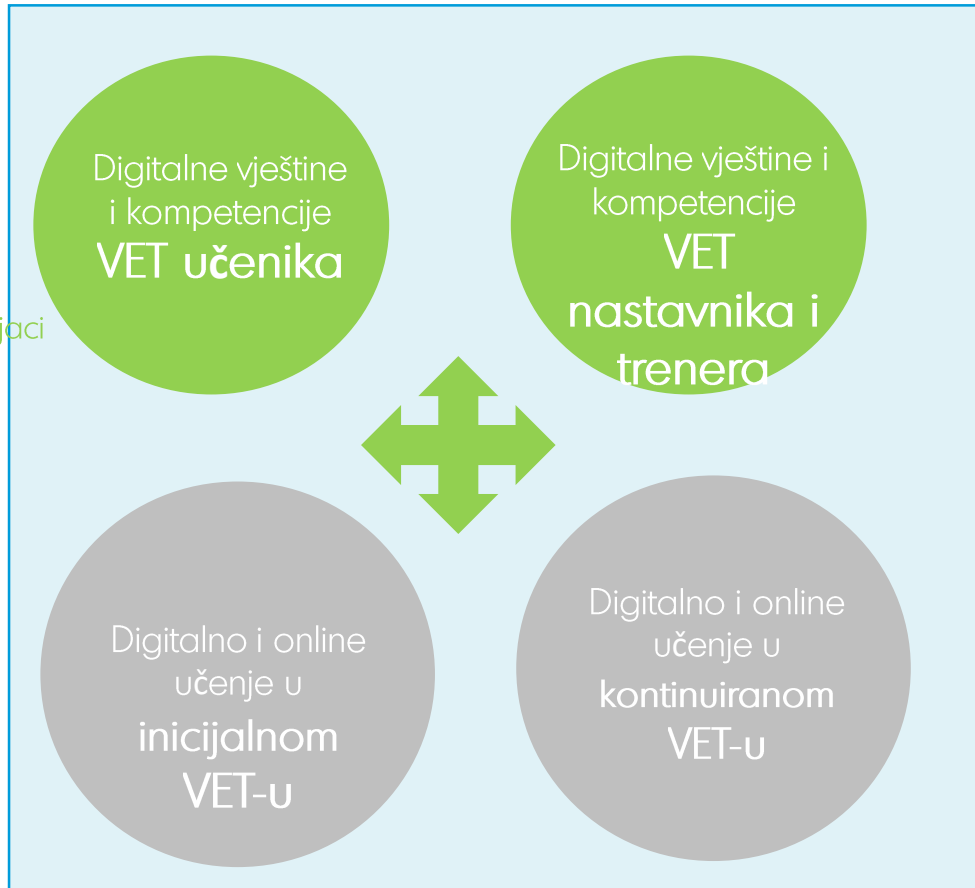 Digitalne vještine
i kompetencije
VET učenika
Digitalne vještine i
kompetencije
VET
nastavnika i
trenera
jaci
Digitalno i online
učenje u
inicijalnom
VET-u
Digitalno i online
učenje u
kontinuiranom
VET-u